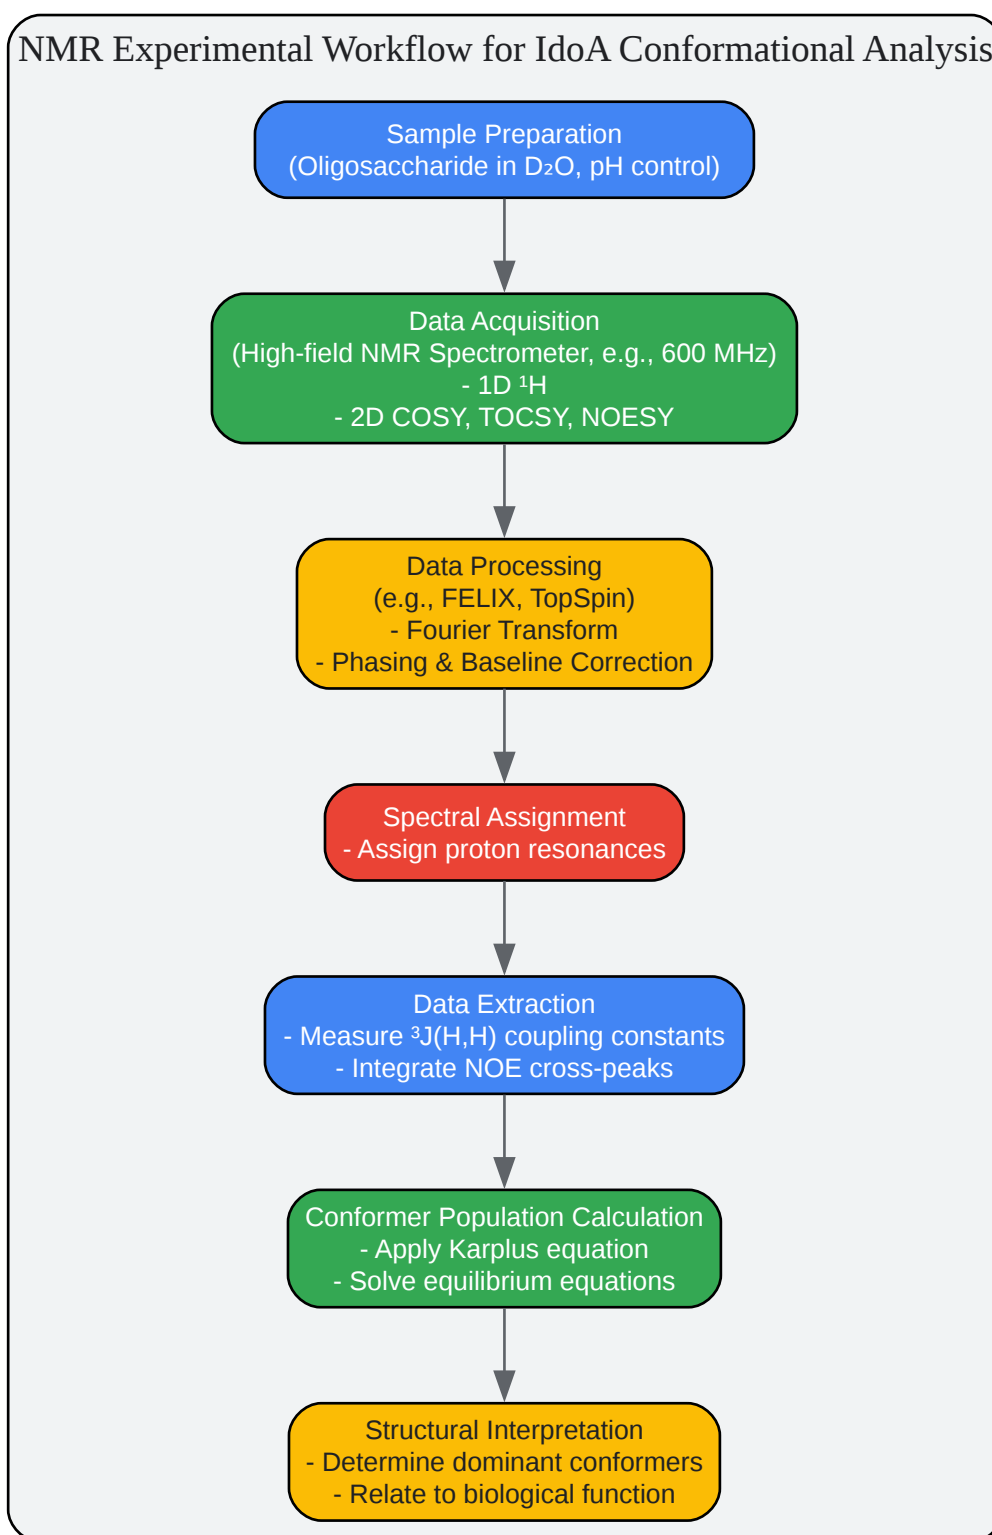 NMR Experimental Workflow for IdoA Conformational Analysis
Sample Preparation
(Oligosaccharide in D₂O, pH control)
Data Acquisition
(High-field NMR Spectrometer, e.g., 600 MHz)
- 1D ¹H
- 2D COSY, TOCSY, NOESY
Data Processing
(e.g., FELIX, TopSpin)
- Fourier Transform
- Phasing & Baseline Correction
Spectral Assignment
- Assign proton resonances
Data Extraction
- Measure ³J(H,H) coupling constants
- Integrate NOE cross-peaks
Conformer Population Calculation
- Apply Karplus equation
- Solve equilibrium equations
Structural Interpretation
- Determine dominant conformers
- Relate to biological function